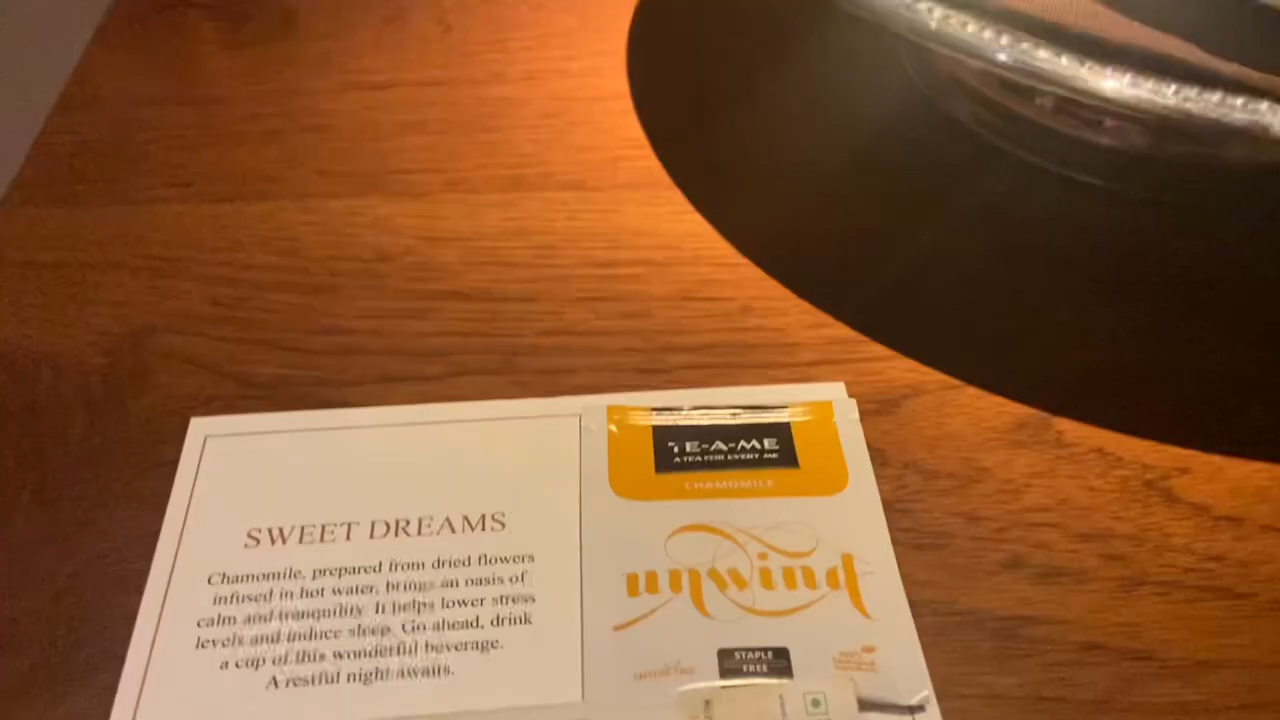 SWEET DREAMS
Chamomile, prepared from dried flowers
infused in hot water, brings an oasis of
calm and tranquility. It helps lower stress
levels and induce sleep. Go ahead, drink
a cup of this wonderful beverage.
A restful night awaits.
TE-A-ME
A TEA FOR EVERY ME
CHAMOMILE
unwind
CAFFEINE FREE
STAPLE
FREE